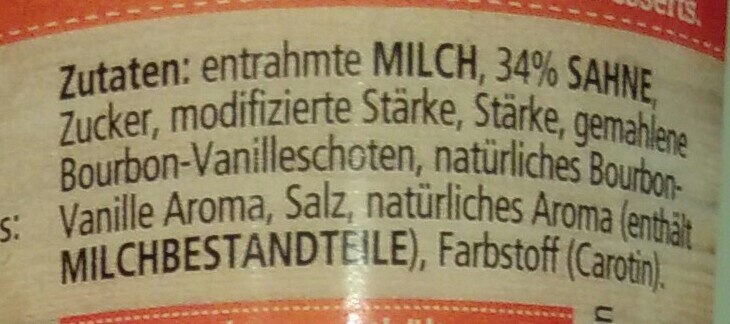 sserts.
Zutaten: entrahmte MILCH, 34% SAHNE,
Zucker, modifizierte Stärke, Stärke, gemahlene
Bourbon-Vanilleschoten, natürliches Bourbon-
s: Vanille Aroma, Salz, natürliches Aroma (enthält
MILCHBESTANDTEILE), Farbstoff (Carotin).